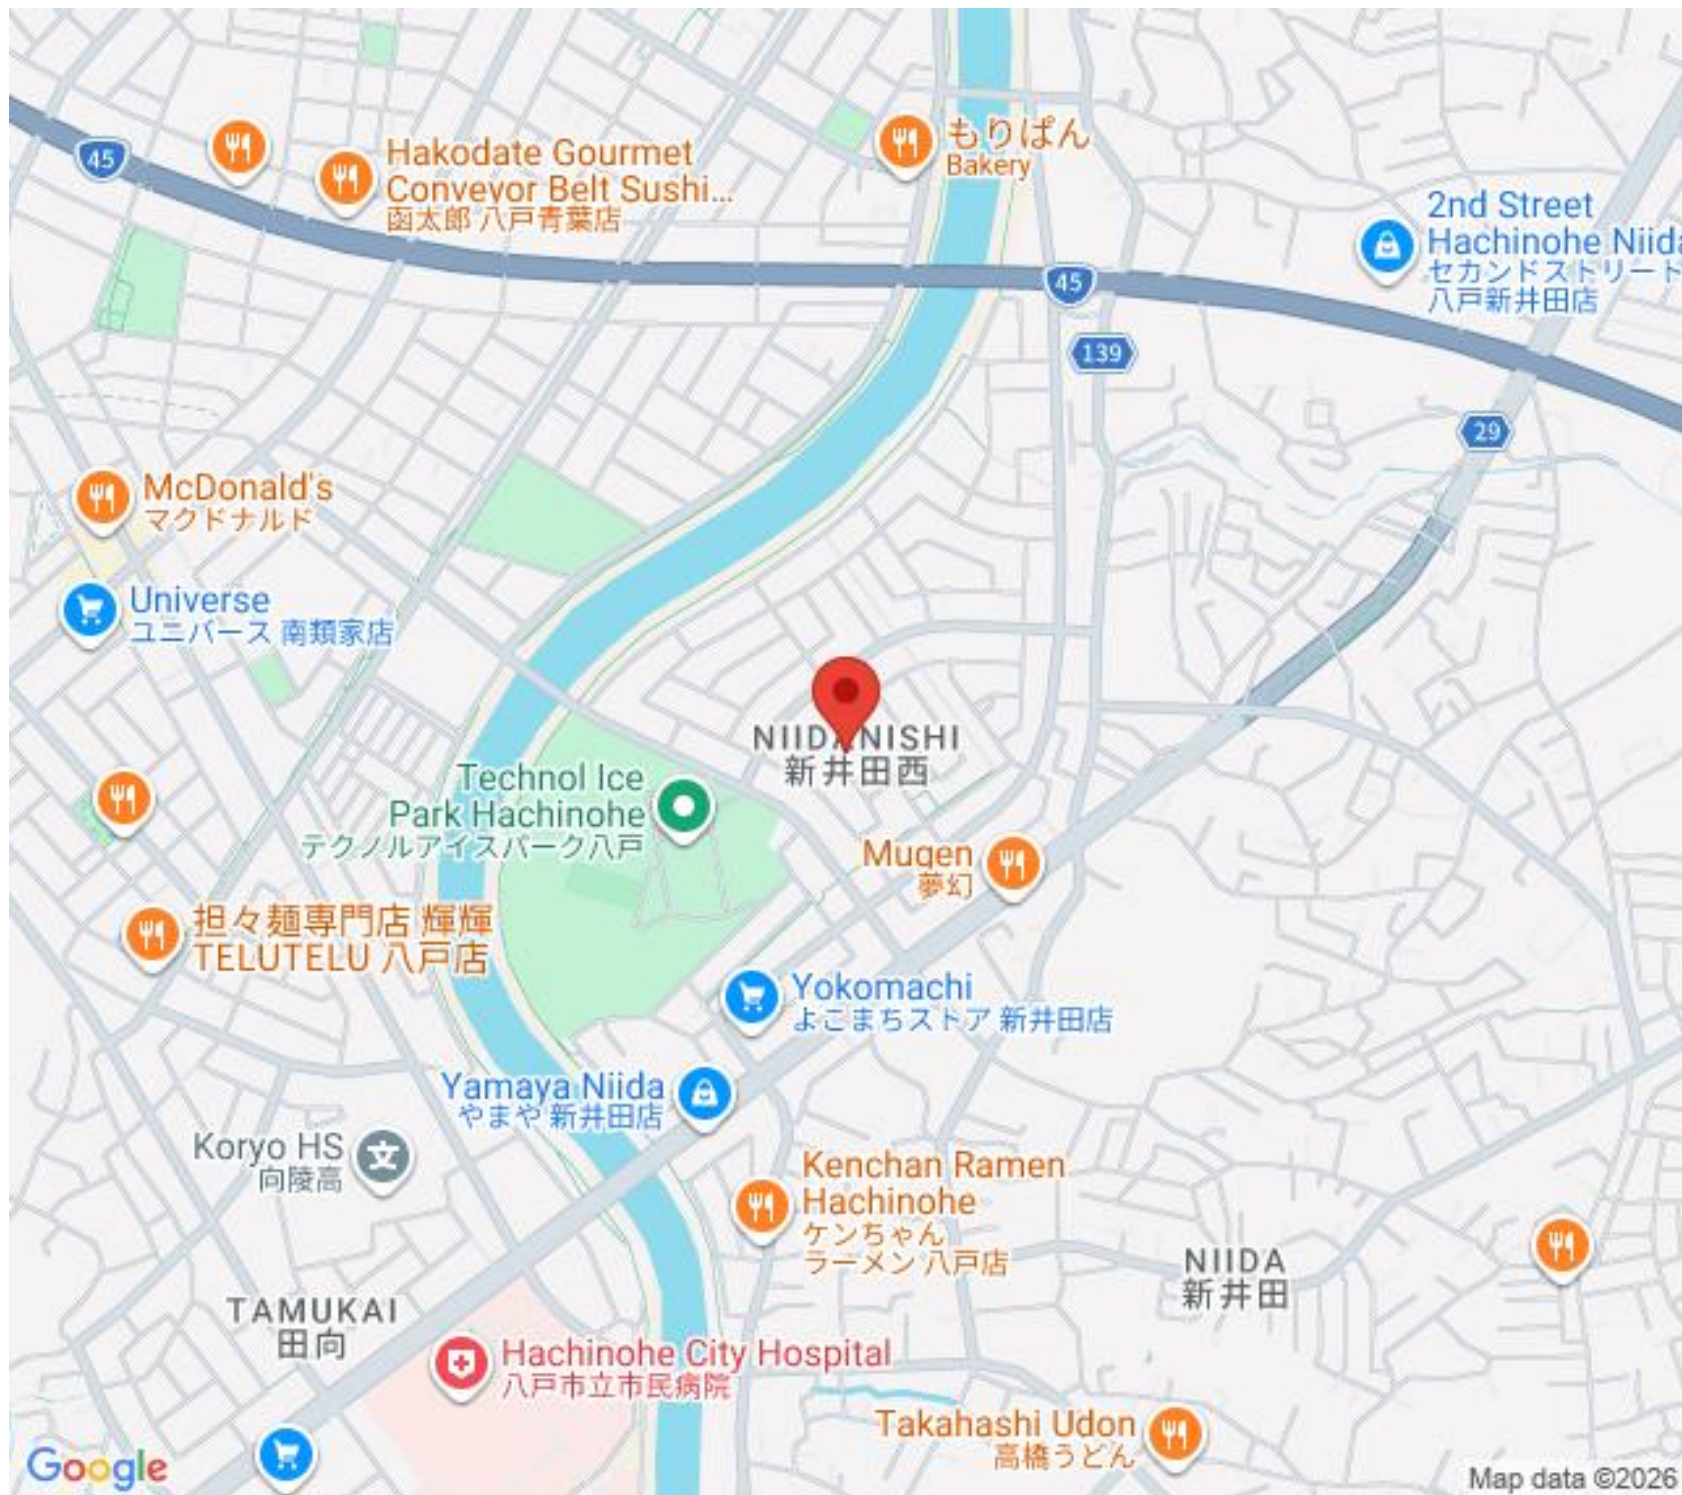 45
Hakodate Gourmet
Conveyor Belt Sushi...
函太郎 八戸青葉店
もりぱん
Bakery
2nd Street
Hachinohe Niida
セカンドストリート
八戸新井田店
45
139
29
McDonald's
マクドナルド
Universe
ユニバース 南類家店
NIIDANISHI
新井田西
Technol Ice
Park Hachinohe
テクノルアイスパーク八戸
Mugen
夢幻
担々麺専門店 輝輝
TELUTELU 八戸店
Yokomachi
よこまちストア 新井田店
Yamaya Niida
やまや 新井田店
Koryo HS
向陵高
文
Kenchan Ramen
Hachinohe
ケンちゃん
ラーメン 八戸店
NIIDA
新井田
TAMUKAI
田向
Hachinohe City Hospital
八戸市立市民病院
Takahashi Udon
高橋うどん
Google
Map data ©2026